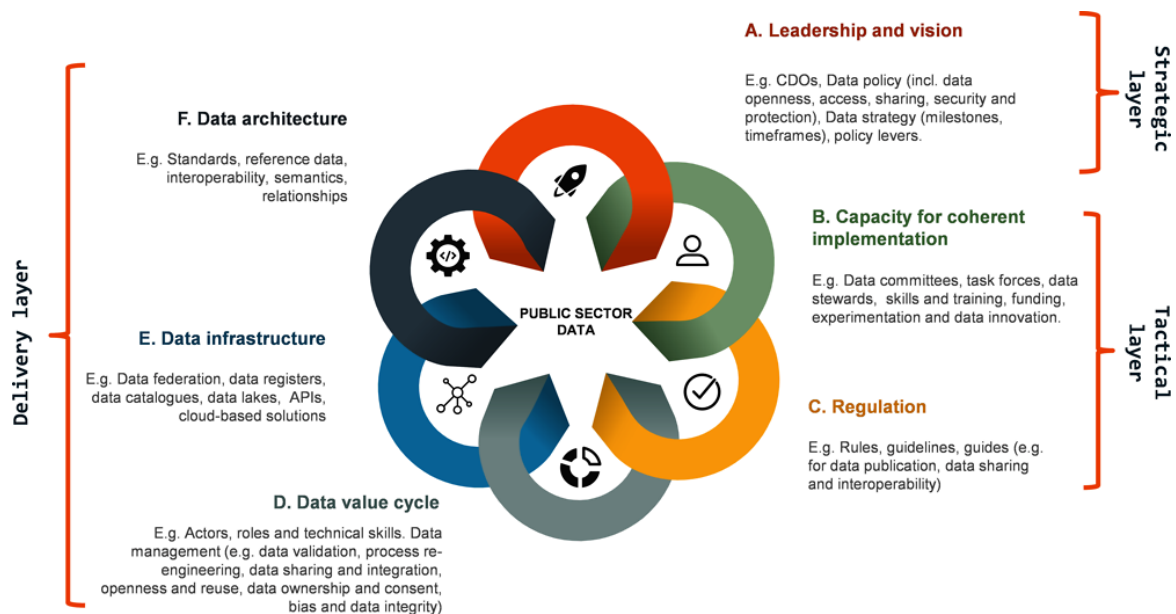 A. Leadership and vision
E.g. CDOs, Data policy (incl. data
openness, access, sharing, security and
protection), Data strategy (milestones,
timeframes), policy levers.
Strategic
layer
F. Data architecture
E.g. Standards, reference data,
interoperability, semantics,
relationships
B. Capacity for coherent
implementation
E.g. Data committees, task forces, data
stewards, skills and training, funding,
experimentation and data innovation.
Tactical
layer
Delivery layer
PUBLIC SECTOR
DATA
E. Data infrastructure
E.g. Data federation, data registers,
data catalogues, data lakes, APIs,
cloud-based solutions
C. Regulation
E.g. Rules, guidelines, guides (e.g.
for data publication, data sharing
and interoperability)
D. Data value cycle
E.g. Actors, roles and technical skills. Data
management (e.g. data validation, process re-
engineering, data sharing and integration,
openness and reuse, data ownership and consent,
bias and data integrity)